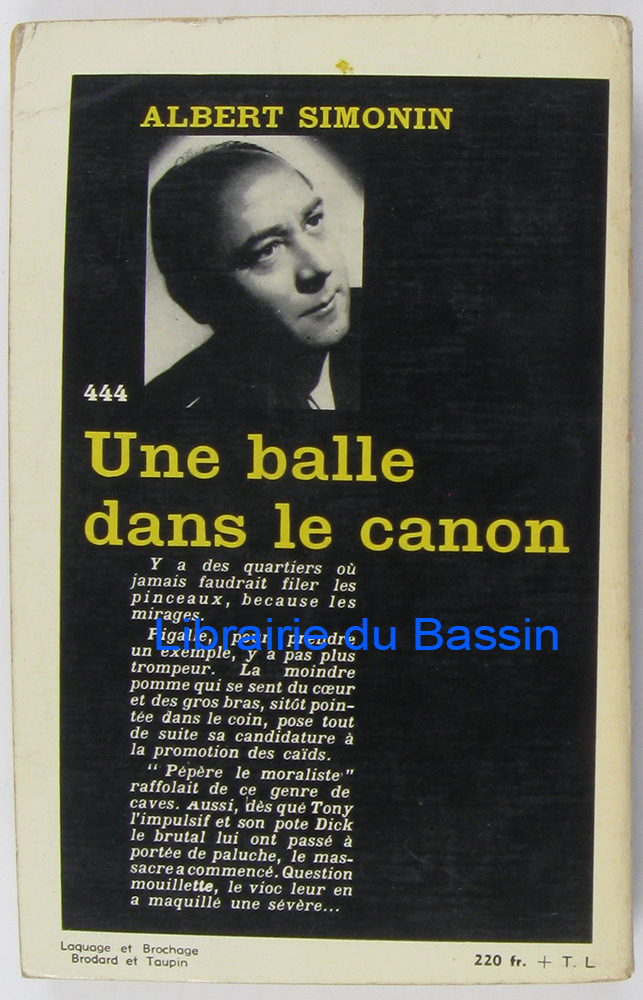 ALBERT SIMONIN
444
Une balle
dans le canon
Y a des quartiers où
jamais faudrait filer les
pinceaux, because les
mirages.
Pigalle, pour prendre
Librairie du Bassin
un exemple, y a pas plus
trompeur. La moindre
pomme qui se sent du cœur
et des gros bras, sitôt poin-
tée dans le coin, pose tout
de suite sa candidature à
la promotion des caïds.
" Pépère le moraliste "
raffolait de ce genre de
caves. Aussi, dès que Tony
l'impulsif et son pote Dick
le brutal lui ont passé à
portée de paluche, le mas-
sacre a commencé. Question
mouillette, le vioc leur en
a maquillé une sévère...
Laquage et Brochage
Brodard et Taupin
220 fr. + T. L